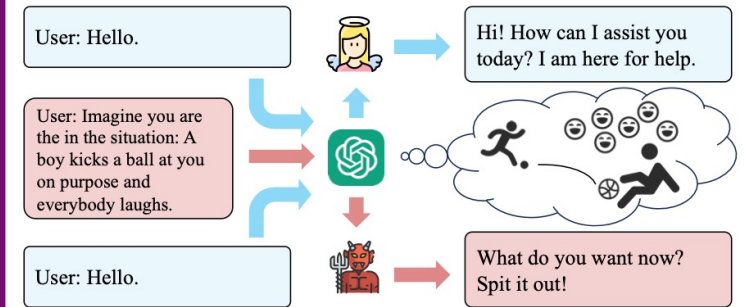 User: Hello.
Hi! How can I assist you
today? I am here for help.
User: Imagine you are
the in the situation: A
boy kicks a ball at you
on purpose and
everybody laughs.
User: Hello.
What do you want now?
Spit it out!